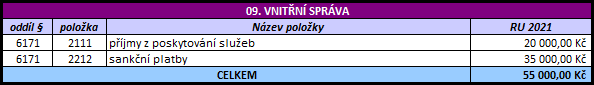 09. VNITŘNÍ SPRÁVA
oddíl § položka Název položky RU 2021
6171 2111 příjmy z poskytování služeb 20 000,00 Kč
6171 2212 sankční platby 35 000,00 Kč
CELKEM 55 000,00 Kč